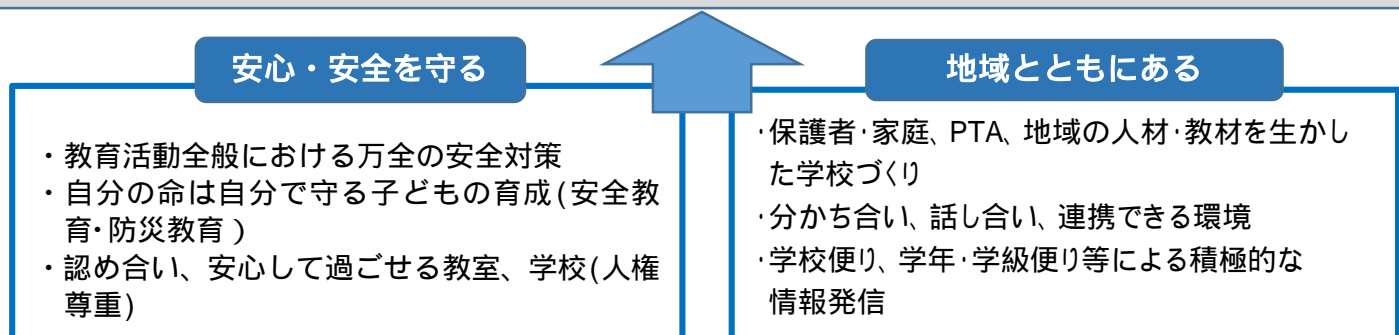 安心・安全を守る
・教育活動全般における万全の安全対策
・自分の命は自分で守る子どもの育成(安全教
育・防災教育)
・認め合い、安心して過ごせる教室、学校(人権
尊重)
地域とともにある
・保護者・家庭、PTA、地域の人材・教材を生かし
た学校づくり
・分かち合い、話し合い、連携できる環境
・学校便り、学年・学級便り等による積極的な
情報発信